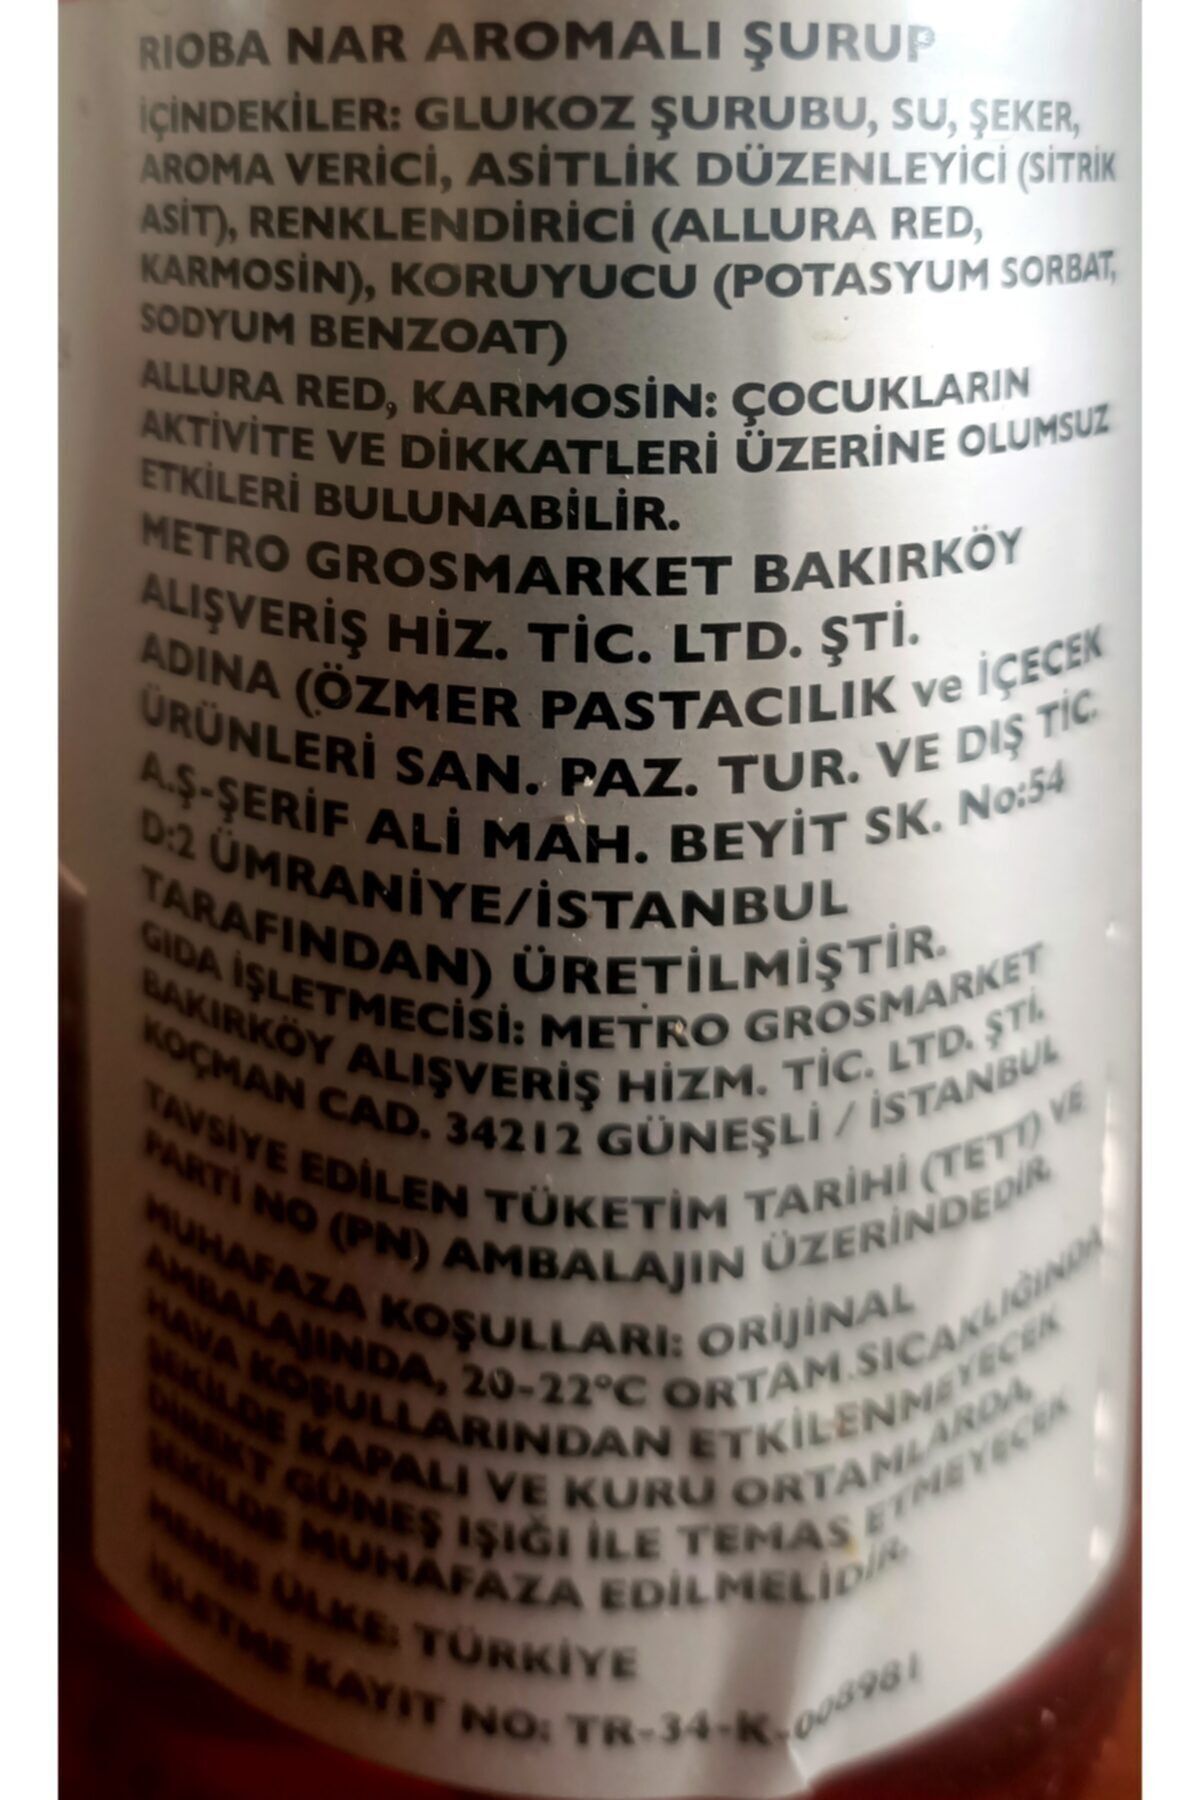 RIOBA NAR AROMALI ŞURUP
İÇİNDEKİLER: GLUKOZ ŞURUBU, SU, ŞEKER,
AROMA VERİCİ, ASİTLİK DÜZENLEYİCİ (SİTRİK
ASİT), RENKLENDİRİCİ (ALLURA RED,
KARMOSİN), KORUYUCU (POTASYUM SORBAT,
SODYUM BENZOAT)
ALLURA RED, KARMOSİN: ÇOCUKLARIN
AKTİVİTE VE DİKKATLERİ ÜZERİNE OLUMSUZ
ETKİLERİ BULUNABİLİR.
METRO GROSMARKET BAKIRKÖY
ALIŞVERİŞ HİZ. TİC. LTD. ŞTİ.
ADINA (ÖZMER PASTACILIK ve İÇECEK
ÜRÜNLERİ SAN. PAZ. TUR. VE DIŞ TİC.
A.Ş-ŞERİF ALİ MAH. BEYİT SK. No:54
D:2 ÜMRANİYE/İSTANBUL
TARAFINDAN) ÜRETİLMİŞTİR.
GIDA İŞLETMECİSİ: METRO GROSMARKET
BAKIRKÖY ALIŞVERİŞ HİZM. TİC. LTD. ŞTİ.
KOÇMAN CAD. 34212 GÜNEŞLİ / İSTANBUL
TAVSİYE EDİLEN TÜKETİM TARİHİ (TETT) VE
PARTİ NO (PN) AMBALAJIN ÜZERİNDEDİR.
MUHAFAZA KOŞULLARI: ORİJİNAL
AMBALAJINDA, 20-22°C ORTAM SICAKLIĞINDA
HAVA KOŞULLARINDAN ETKİLENMEYECEK
ŞEKİLDE KAPALI VE KURU ORTAMLARDA,
DİREKT GÜNEŞ IŞIĞI İLE TEMAS ETMEYECEK
ŞEKİLDE MUHAFAZA EDİLMELİDİR.
MENŞE ÜLKE: TÜRKİYE
İŞLETME KAYIT NO: TR-34-K-008981